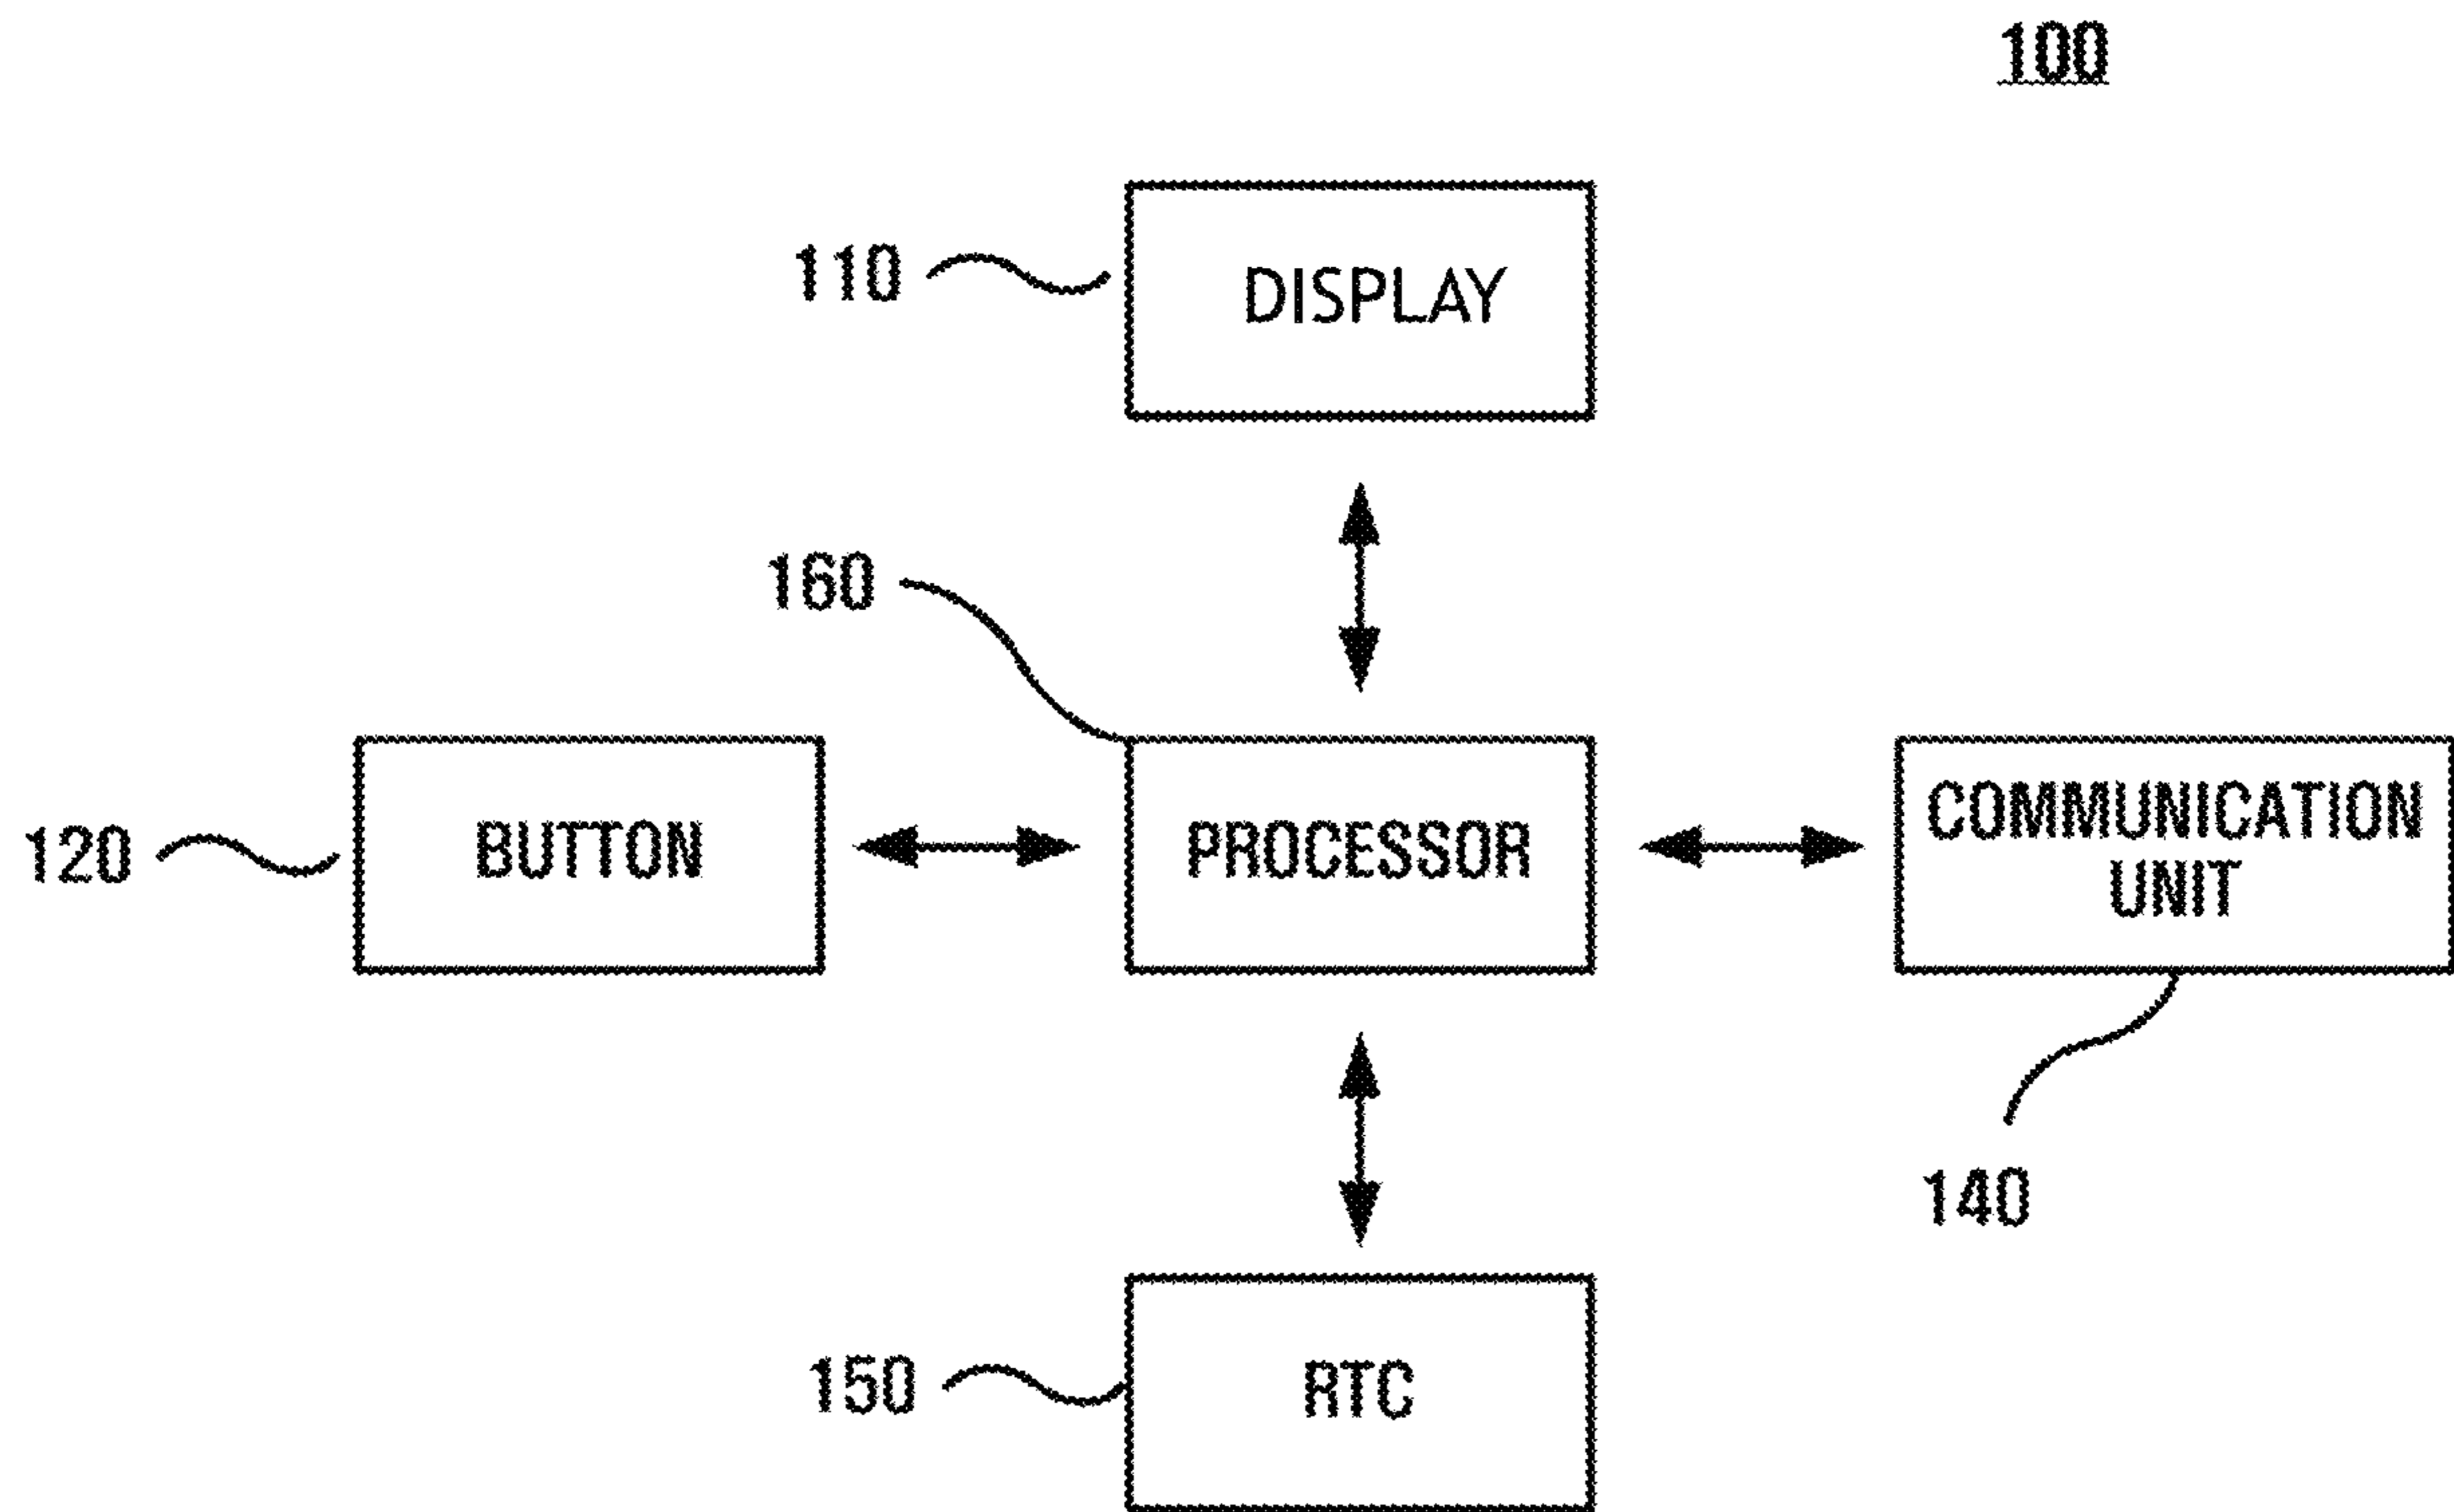 100
110
DISPLAY
160
120
BUTTON
PROCESSOR
COMMUNICATION
UNIT
140
150
RTC